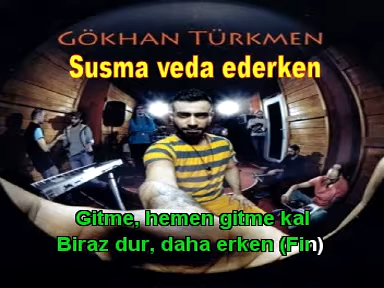 GÖKHAN TÜRKMEN
Susma veda ederken
Gitme, hemen gitme kal
Biraz dur, daha erken (Fin)